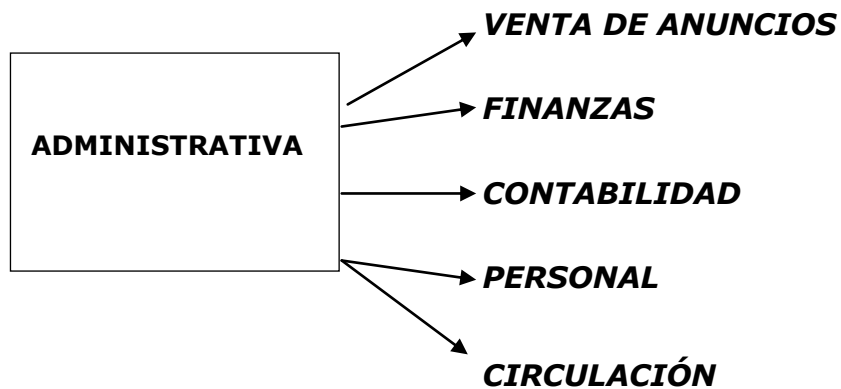 VENTA DE ANUNCIOS
FINANZAS
ADMINISTRATIVA
CONTABILIDAD
PERSONAL
CIRCULACIÓN